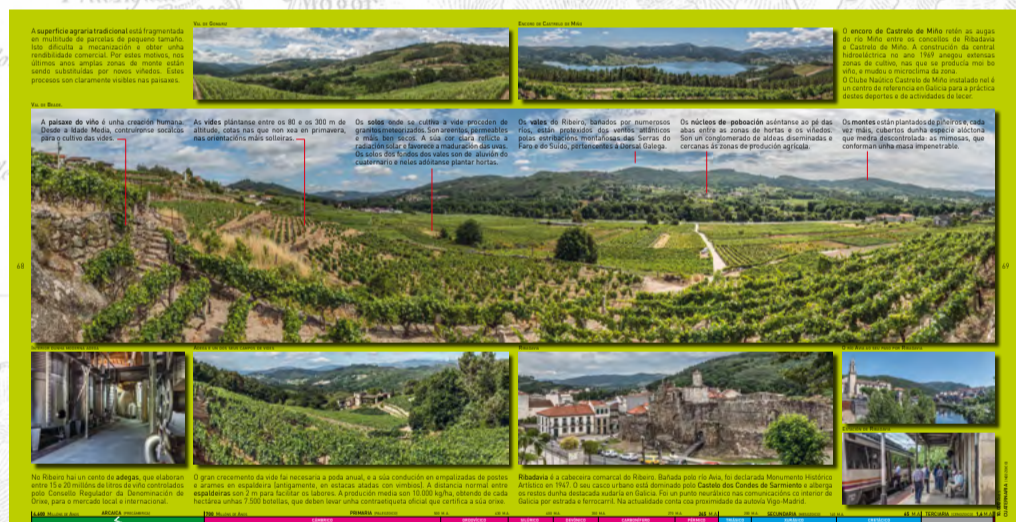 A superficie agraria tradicional está fragmentada
en multitude de parcelas de pequeno tamaño.
Isto dificulta a mecanización e obter unha
rendibilidade comercial. Por estes motivos, nos
últimos anos amplas zonas de monte están
sendo substituidas por novos viñedos. Estes
procesos son claramente visibles nas paisaxes.
ENCORO DE CASTRELO DE MIÑO
O encoro de Castrelo de Miño retén as augas
do río Miño entre os concellos de Ribadavia
e Castrelo de Miño. A construción da central
hidroeléctrica no ano 1969 anegou extensas
zonas de cultivo, nas que se producía moi bo
viño, e mudou o microclima da zona.
O Clube Naútico Castrelo de Miño instalado nel é
un centro de referencia en Galicia para a práctica
destes deportes e de actividades de lecer.
A paisaxe do viño é unha creación humana.
Desde a Idade Media, construíronse socalcos
para o cultivo das vides.
As vides plántanse entre os 80 e os 300 m de
altitude, cotas nas que non xea en primavera,
nas orientacións máis solleiras.
Os solos onde se cultiva a vide proceden de
granitos meteorizados. Son areentos, permeables
e máis ben secos. A súa cor clara reflicte a
radiación solar e favorece a maduración das uvas.
Os solos dos fondos dos vales son de aluvión do
cuaternario e neles adóitanse plantar hortas.
Os vales do Ribeiro, bañados por numerosos
ríos, están protexidos dos ventos atlánticos
polas estribacións montañosas das Serras do
Faro e do Suído, pertencentes á Dorsal Galega.
Os núcleos de poboación aséntanse ao pé das
abas entre as zonas de hortas e os viñedos.
Son un conglomerado de aldeas diseminadas e
cercanas ás zonas de produción agrícola.
Os montes están plantados de piñeiros e, cada
vez máis, cubertos dunha especie alóctona
que medra descontrolada: as mimosas, que
conforman unha masa impenetrable.
68
69
RIBADAVIA
No Ribeiro hai un cento de adegas, que elaboran
entre 15 e 20 millóns de litros de viño controlados
polo Consello Regulador da Denominación de
Orixe, para o mercado local e internacional.
O gran crecemento da vide fai necesaria a poda anual, e a súa condución en empalizadas de postes
e arames en espaldeira (antigamente, en estacas atadas con vimbios). A distancia normal entre
espaldeiras son 2 m para facilitar os labores. A produción media son 10.000 kg/ha, obtendo de cada
hectárea unhas 7.500 botellas, que deben levar unha contraetiqueta oficial que certifica a súa orixe.
Ribadavia é a cabeceira comarcal do Ribeiro. Bañada polo río Avia, foi declarada Monumento Histórico
Artístico en 1947. O seu casco urbano está dominado polo Castelo dos Condes de Sarmiento e alberga
os restos dunha destacada xudaría en Galicia. Foi un punto neurálxico nas comunicacións co interior de
Galicia por estrada e ferrocarril. Na actualidade conta coa proximidade da autovía Vigo-Madrid.
ARCAICA
PRIMARIA
SECUNDARIA
TERCIARIA
CÁMBRICO
ORDOVÍCICO
SILÚRICO
DEVÓNICO
CARBONÍFERO
PÉRMICO
TRIÁSICO
XURÁSICO
CRETÁCICO